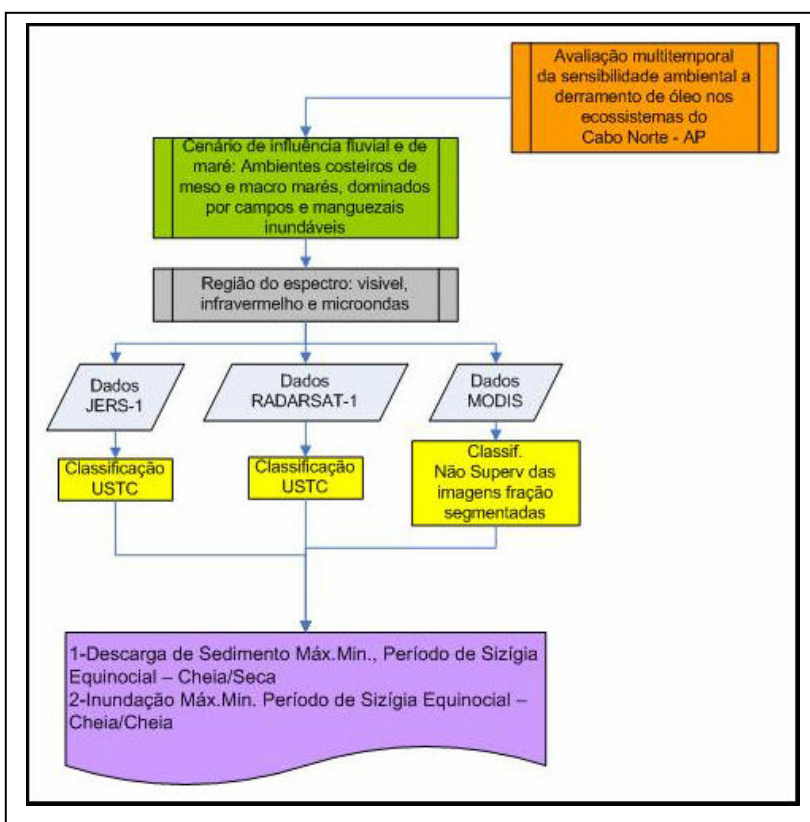 Avaliação multitemporal
da sensibilidade ambiental a
derramento de óleo nos
ecossistemas do
Cabo Norte - AP
Cenário de influência fluvial e de
maré: Ambientes costeiros de
meso e macro marés, dominados
por campos e manguezais
inundáveis
Região do espectro: visivel,
infravermelho e microondas
Dados
JERS-1
Dados
RADARSAT-1
Dados
MODIS
Classificação
USTC
Classificação
USTC
Classif.
Não Superv das
imagens fração
segmentadas
1-Descarga de Sedimento Máx.Min., Período de Sizígia
Equinocial – Cheia/Seca
2-Inundação Máx.Min. Período de Sizígia Equinocial –
Cheia/Cheia